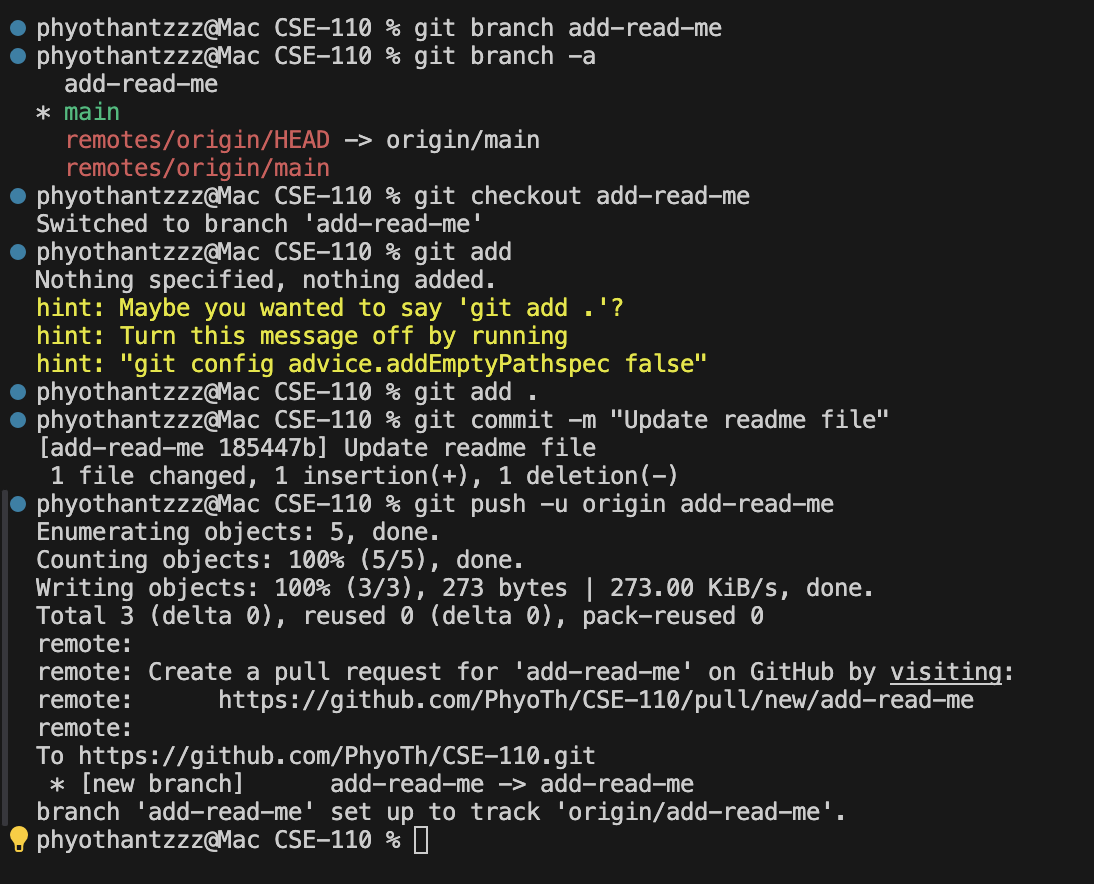 phyothantzzz@Mac CSE-110 % git branch add-read-me
phyothantzzz@Mac CSE-110 % git branch -a
  add-read-me
* main
  remotes/origin/HEAD -> origin/main
  remotes/origin/main
phyothantzzz@Mac CSE-110 % git checkout add-read-me
Switched to branch 'add-read-me'
phyothantzzz@Mac CSE-110 % git add
Nothing specified, nothing added.
hint: Maybe you wanted to say 'git add .'?
hint: Turn this message off by running
hint: "git config advice.addEmptyPathspec false"
phyothantzzz@Mac CSE-110 % git add .
phyothantzzz@Mac CSE-110 % git commit -m "Update readme file"
[add-read-me 185447b] Update readme file
 1 file changed, 1 insertion(+), 1 deletion(-)
phyothantzzz@Mac CSE-110 % git push -u origin add-read-me
Enumerating objects: 5, done.
Counting objects: 100% (5/5), done.
Writing objects: 100% (3/3), 273 bytes | 273.00 KiB/s, done.
Total 3 (delta 0), reused 0 (delta 0), pack-reused 0
remote:
remote: Create a pull request for 'add-read-me' on GitHub by visiting:
remote:      https://github.com/PhyoTh/CSE-110/pull/new/add-read-me
remote:
To https://github.com/PhyoTh/CSE-110.git
 * [new branch]      add-read-me -> add-read-me
branch 'add-read-me' set up to track 'origin/add-read-me'.
phyothantzzz@Mac CSE-110 %